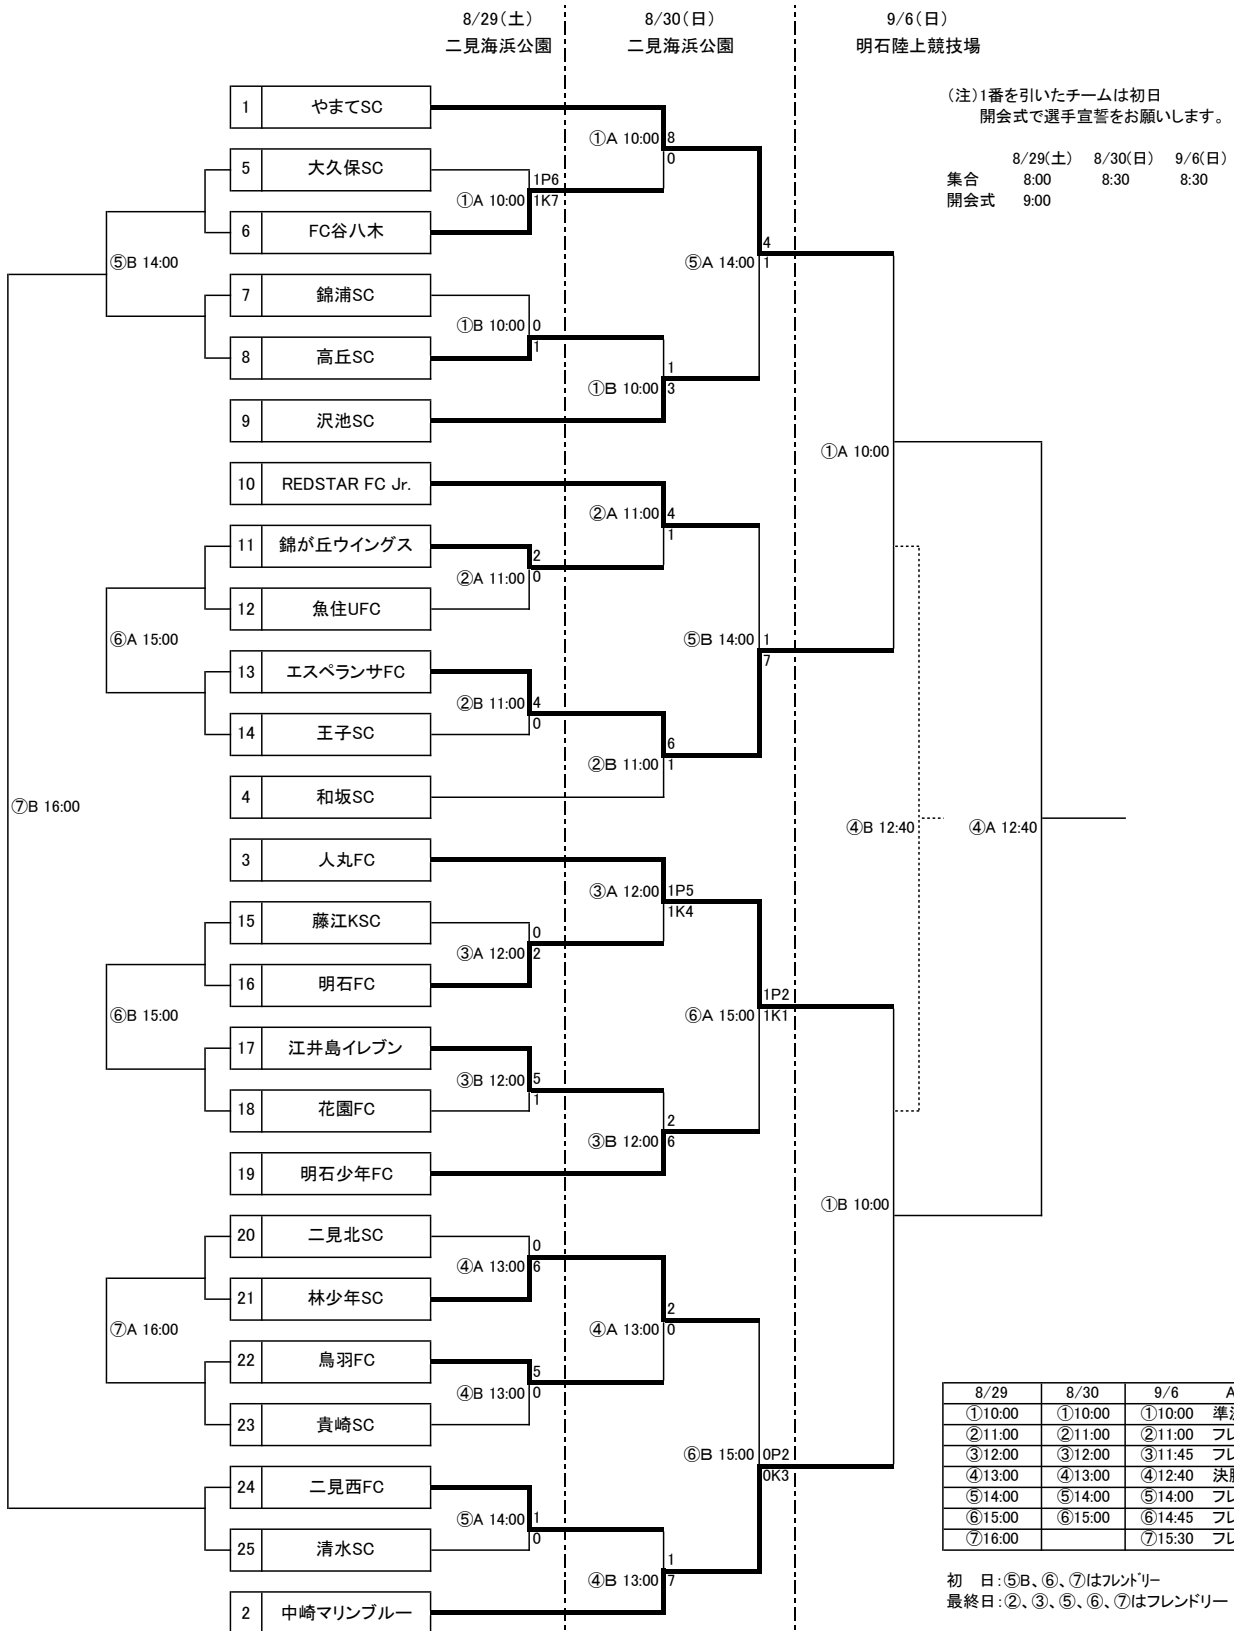 8/29(土) 8/30(日) 9/6(日)
二見海浜公園 二見海浜公園 明石陸上競技場
(注)1番を引いたチームは初日
開会式で選手宣誓をお願いします。
8/29(土) 8/30(日) 9/6(日)
集合 8:00 8:30 8:30
開会式 9:00
1 やまてSC
①A 10:00 8
0
5 大久保SC
1P6
①A 10:00 1K7
6 FC谷八木
⑤B 14:00
4
⑤A 14:00 1
7 錦浦SC
①B 10:00 0
1
8 高丘SC
1
①B 10:00 3
9 沢池SC
①A 10:00
10 REDSTAR FC Jr.
②A 11:00 4
1
11 錦が丘ウイングス
2
②A 11:00 0
12 魚住UFC
⑥A 15:00
⑤B 14:00 1
7
13 エスペランサFC
②B 11:00 4
0
14 王子SC
6
②B 11:00 1
4 和坂SC
⑦B 16:00
④B 12:40 ④A 12:40
3 人丸FC
③A 12:00 1P5
1K4
15 藤江KSC
0
③A 12:00 2
16 明石FC
⑥B 15:00
1P2
⑥A 15:00 1K1
17 江井島イレブン
③B 12:00 5
1
18 花園FC
2
③B 12:00 6
19 明石少年FC
①B 10:00
20 二見北SC
0
④A 13:00 6
21 林少年SC
2
④A 13:00 0
⑦A 16:00
22 鳥羽FC
5
④B 13:00 0
23 貴崎SC
⑥B 15:00 0P2
0K3
24 二見西FC
⑤A 14:00 1
0
25 清水SC
1
④B 13:00 7
2 中崎マリンブルー
8/29 8/30 9/6 A
①10:00 ①10:00 ①10:00 準
②11:00 ②11:00 ②11:00 フレ
③12:00 ③12:00 ③11:45 フレ
④13:00 ④13:00 ④12:40 決勝
⑤14:00 ⑤14:00 ⑤14:00 フレ
⑥15:00 ⑥15:00 ⑥14:45 フレ
⑦16:00 ⑦15:30 フレ
初 日:⑤B、⑥、⑦はフレンドリー
最終日:②、③、⑤、⑥、⑦はフレンドリー